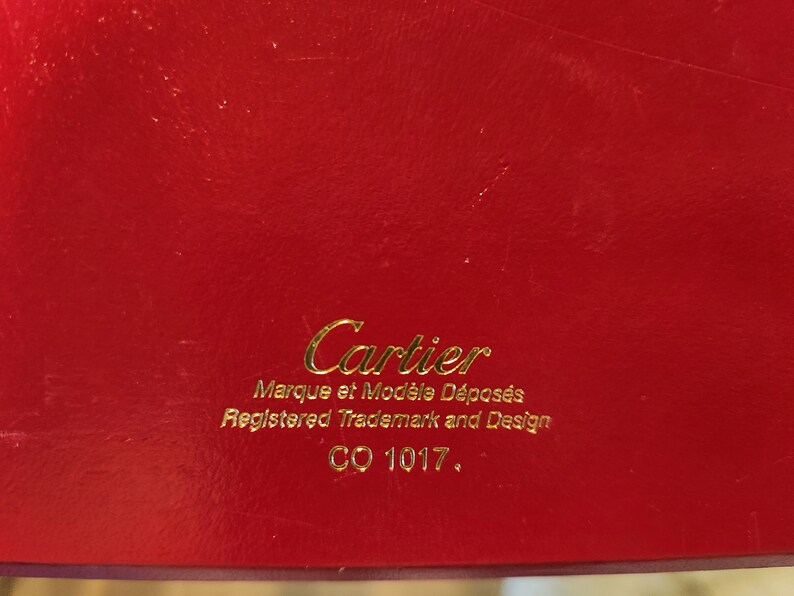 Cartier
Marque et Modèle Déposés
Registered Trademark and Design
CO 1017.